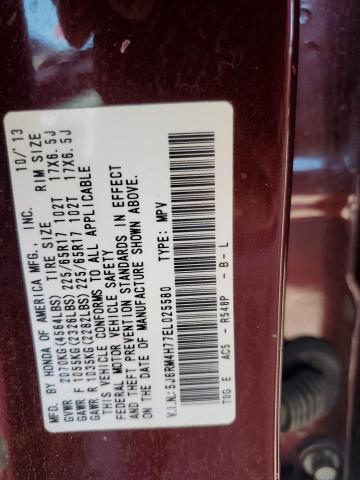 MFD. BY HONDA OF AMERICA MFG., INC. 10/13
GVWR 2070KG(4564LBS) TIRE SIZE RIM SIZE
GAWR F 1055KG(2326LBS) 225/65R17 102T 17X6.5J
GAWR R 1035KG(2282LBS) 225/65R17 102T 17X6.5J
THIS VEHICLE CONFORMS TO ALL APPLICABLE
FEDERAL MOTOR VEHICLE SAFETY
AND THEFT PREVENTION STANDARDS IN EFFECT
ON THE DATE OF MANUFACTURE SHOWN ABOVE.
V.I.N.:5J6RM4H77EL025580 TYPE: MPV
T0G E AC5 - R548P - B - L